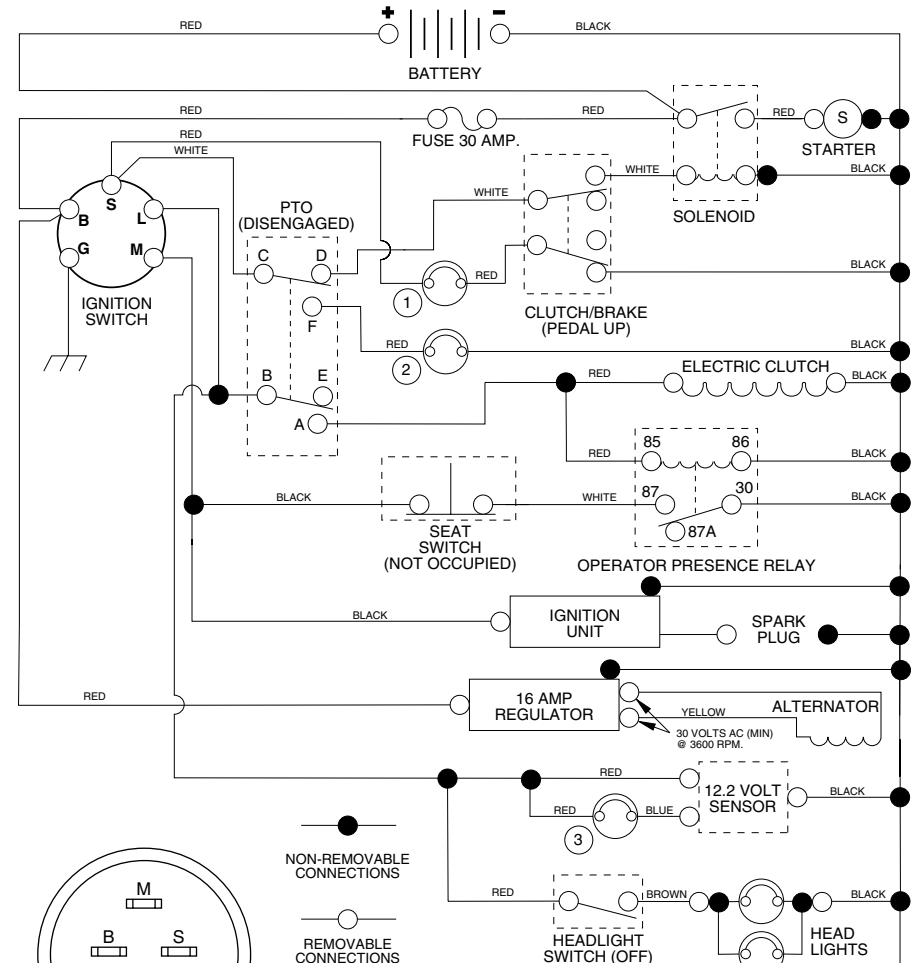 +
-
RED
BLACK
BATTERY
RED
RED
RED
FUSE 30 AMP.
S
STARTER
RED
WHITE
WHITE
BLACK
S
B
L
G
M
IGNITION
SWITCH
PTO
(DISENGAGED)
C
D
WHITE
SOLENOID
F
1
RED
BLACK
CLUTCH/BRAKE
(PEDAL UP)
RED
2
BLACK
B
E
A
RED
ELECTRIC CLUTCH
BLACK
85
86
RED
BLACK
BLACK
WHITE
87
30
BLACK
87A
SEAT
SWITCH
(NOT OCCUPIED)
OPERATOR PRESENCE RELAY
BLACK
IGNITION
UNIT
SPARK
PLUG
RED
16 AMP
REGULATOR
YELLOW
ALTERNATOR
30 VOLTS AC (MIN)
@ 3600 RPM.
RED
12.2 VOLT
SENSOR
BLACK
RED
BLUE
3
NON-REMOVABLE
CONNECTIONS
M
B
S
REMOVABLE
CONNECTIONS
RED
BROWN
BLACK
HEADLIGHT
SWITCH (OFF)
HEAD
LIGHTS